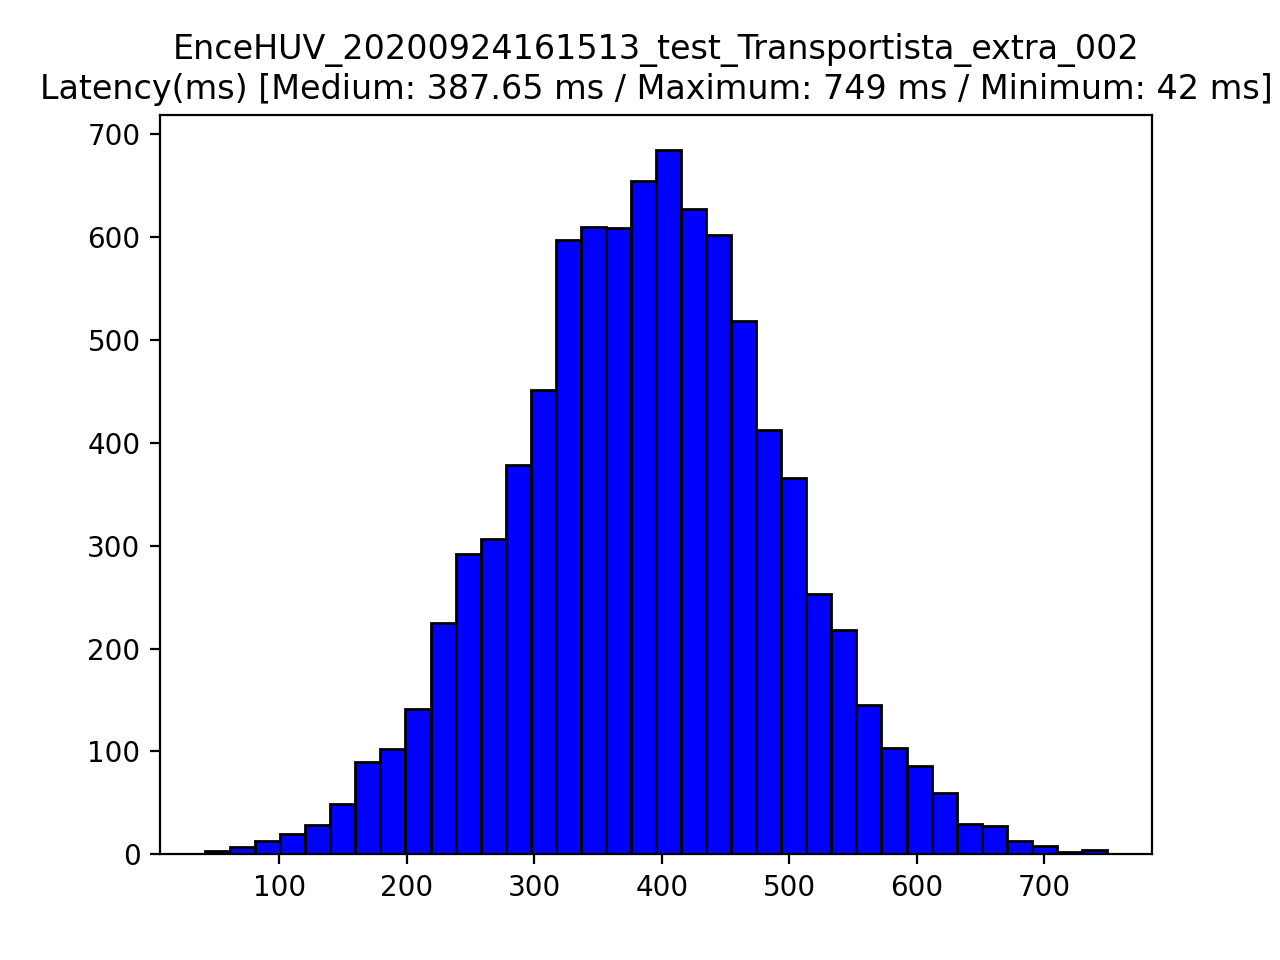 EnceHUV_20200924161513_test_Transportista_extra_002
Latency(ms) [Medium: 387.65 ms / Maximum: 749 ms / Minimum: 42 ms]
700
600
500
400
300
200
100
0
100 200 300 400 500 600 700